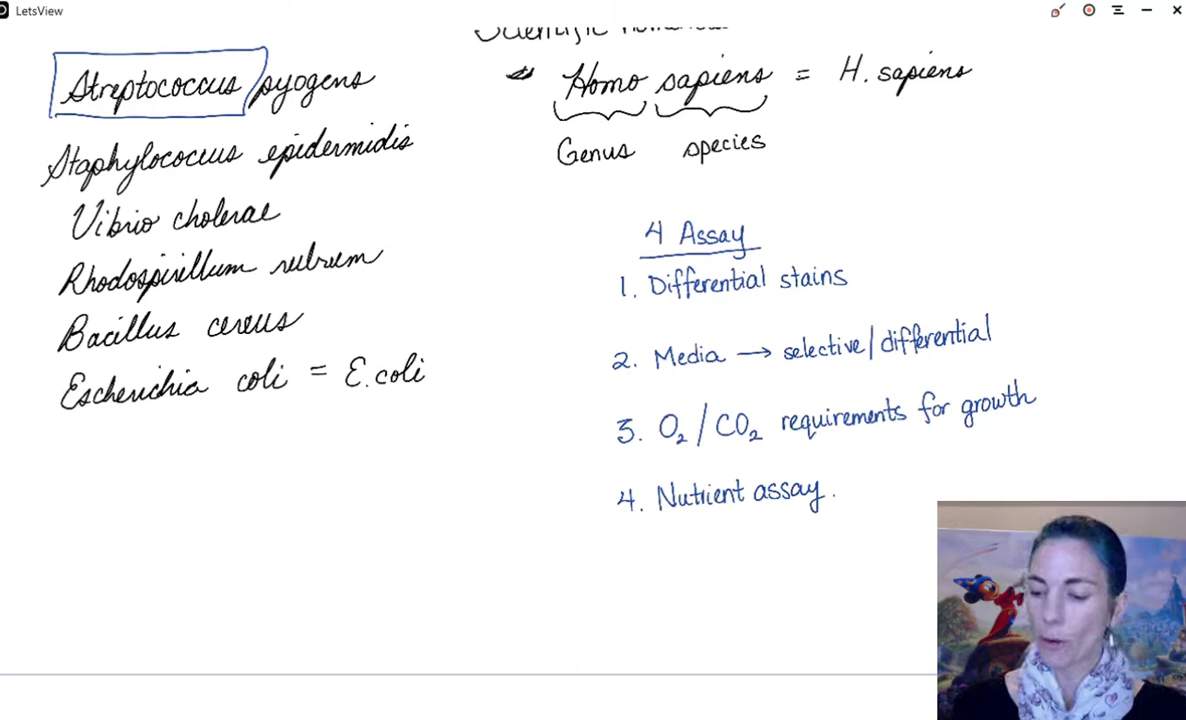 LetsView
Scientific
Streptococcus pyogens
Staphylococcus epidermidis
Vibrio cholerae
Rhodospirillum rubrum
Bacillus cereus
Escherichia coli = E. coli
Homo sapiens = H. sapiens
Genus species
4 Assay
1. Differential stains
2. Media → selective/differential
3. O₂/CO₂ requirements for growth
4. Nutrient assay.